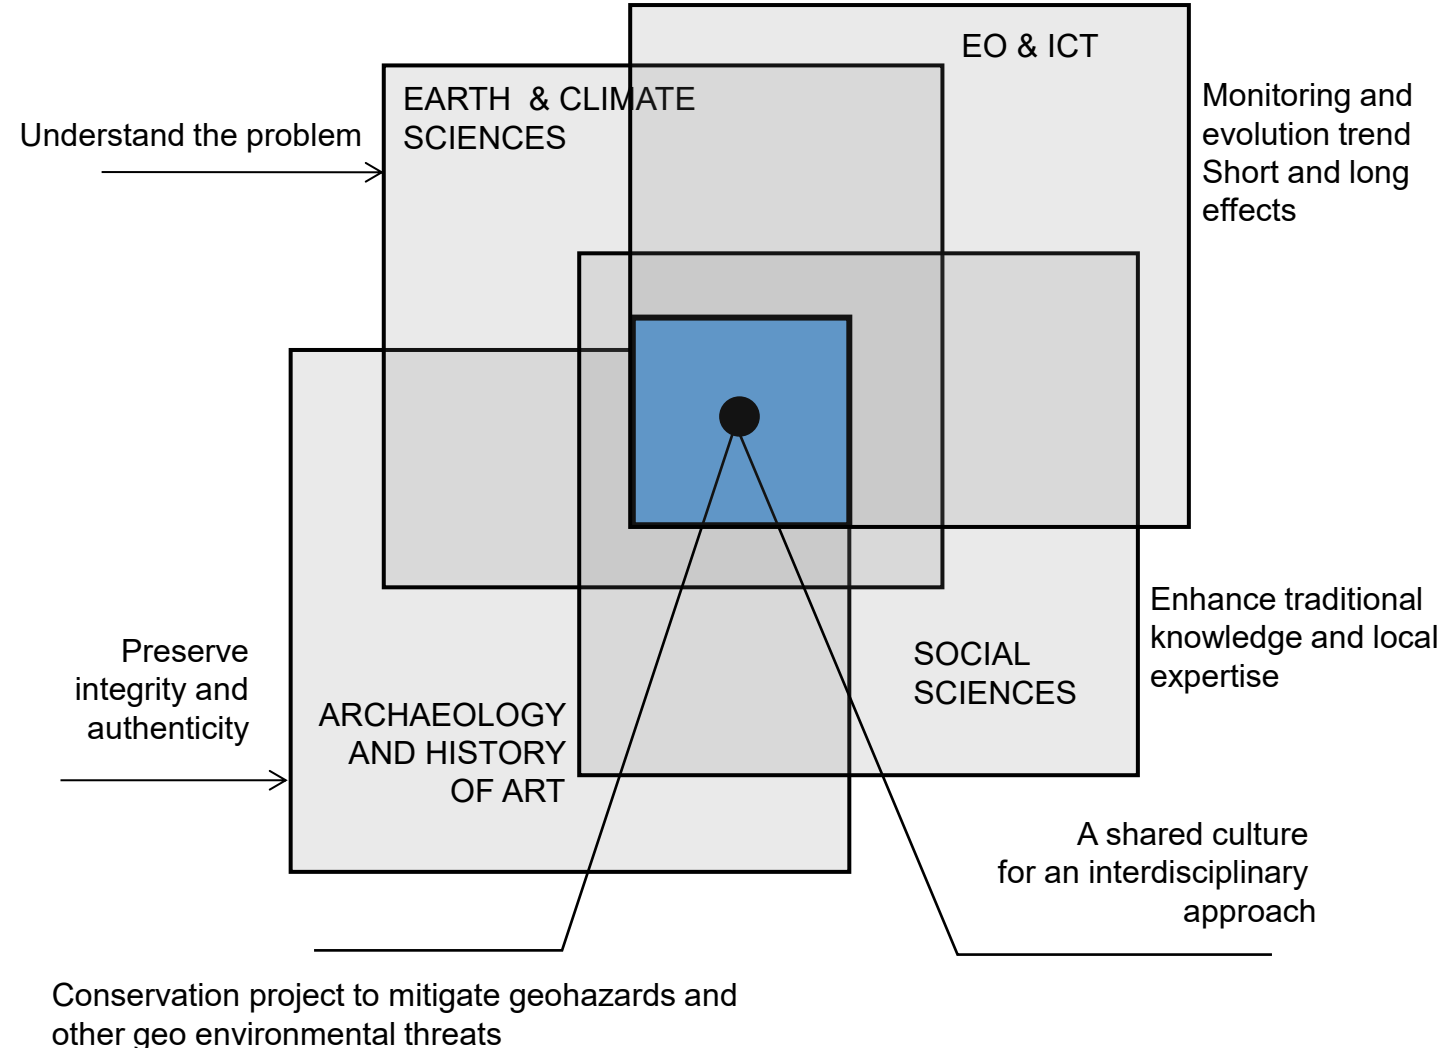 EO & ICT
EARTH & CLIMATE
SCIENCES
Understand the problem
Monitoring and
evolution trend
Short and long
effects
Enhance traditional
knowledge and local
expertise
SOCIAL
SCIENCES
Preserve
integrity and
authenticity
ARCHAEOLOGY
AND HISTORY
OF ART
A shared culture
for an interdisciplinary
approach
Conservation project to mitigate geohazards and
other geo environmental threats